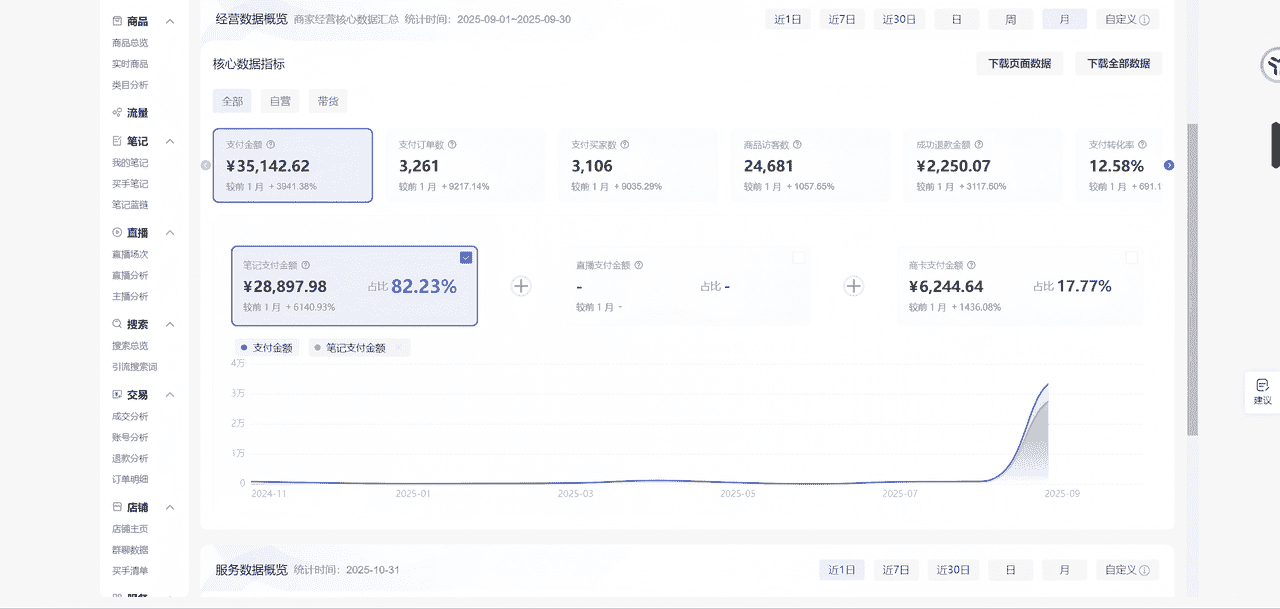 商品
商品总览
实时商品
类目分析
流量
笔记
我的笔记
买手笔记
笔记蓝链
直播
直播场次
直播分析
主播分析
搜索
搜索总览
引流搜索词
交易
成交分析
账号分析
退款分析
订单明细
店铺
店铺主页
群聊数据
买手清单
经营数据概览 商家经营核心数据汇总 统计时间：2025-09-01~2025-09-30
近1日 近7日 近30日 日 周 月 自定义
核心数据指标
下载页面数据 下载全部数据
全部 自营 带货
支付金额
¥35,142.62
较前 1 月 + 3941.38%
支付订单数
3,261
较前 1 月 + 9217.14%
支付买家数
3,106
较前 1 月 + 9035.29%
商品访客数
24,681
较前 1 月 + 1057.65%
成功退款金额
¥2,250.07
较前 1 月 + 3117.60%
支付转化率
12.58%
较前 1 月 + 691.1
笔记支付金额
¥28,897.98 占比 82.23%
较前 1 月 + 6140.93%
直播支付金额
- 占比 -
较前 1 月 -
商卡支付金额
¥6,244.64 占比 17.77%
较前 1 月 + 1436.08%
支付金额 笔记支付金额
4万
3万
2万
1万
0
2024-11 2025-01 2025-03 2025-05 2025-07 2025-09
服务数据概览 统计时间：2025-10-31
近1日 近7日 近30日 日 月 自定义
建议